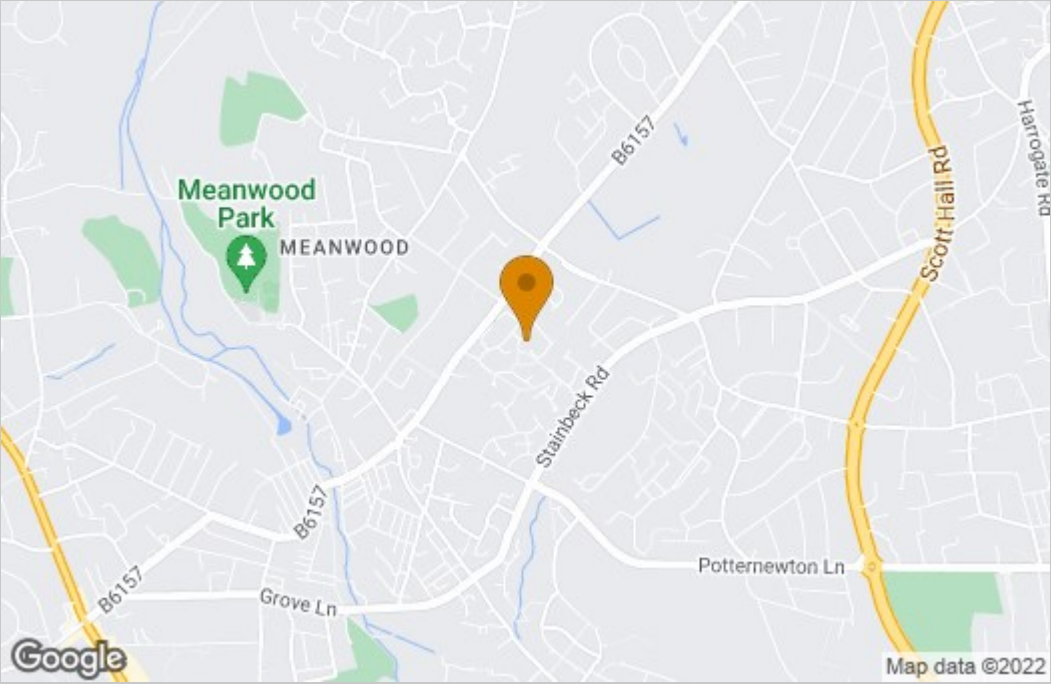 B6157
Harrogate Rd
Scott Hall Rd
Meanwood
Park
MEANWOOD
Stainbeck Rd
B6157
B6157
Potternewton Ln
Grove Ln
Google
Map data ©2022